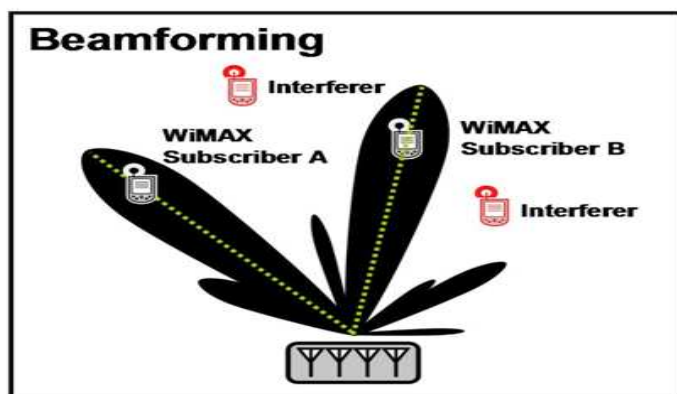 Beamforming
Interferer
WiMAX
Subscriber A
WiMAX
Subscriber B
Interferer